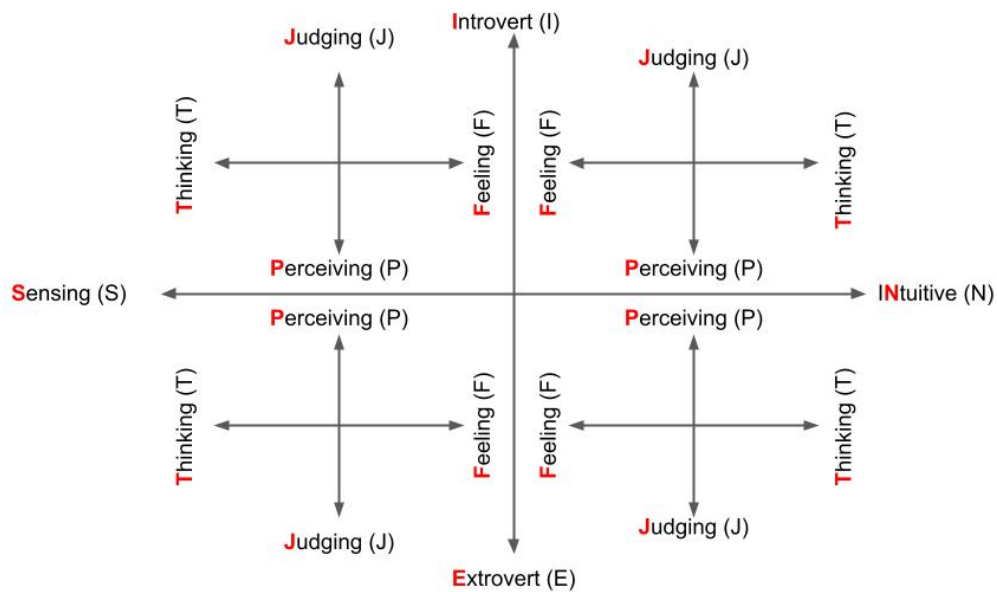 Introvert (I)
Judging (J)
Judging (J)
Thinking (T)
Feeling (F)
Feeling (F)
Thinking (T)
Perceiving (P)
Perceiving (P)
Sensing (S)
INtuitive (N)
Perceiving (P)
Perceiving (P)
Thinking (T)
Feeling (F)
Feeling (F)
Thinking (T)
Judging (J)
Judging (J)
Extrovert (E)